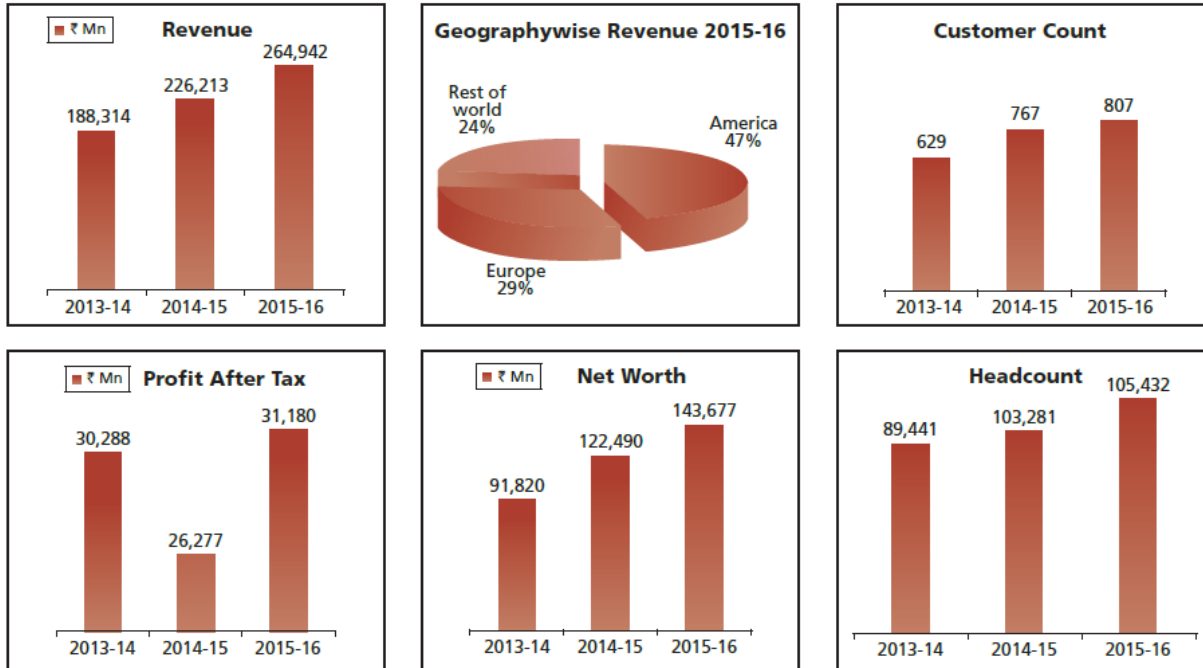 ₹ Mn
Revenue
188,314
226,213
264,942
2013-14
2014-15
2015-16
Geographywise Revenue 2015-16
Rest of
world
24%
America
47%
Europe
29%
Customer Count
629
767
807
2013-14
2014-15
2015-16
₹ Mn
Profit After Tax
30,288
26,277
31,180
2013-14
2014-15
2015-16
₹ Mn
Net Worth
91,820
122,490
143,677
2013-14
2014-15
2015-16
Headcount
89,441
103,281
105,432
2013-14
2014-15
2015-16